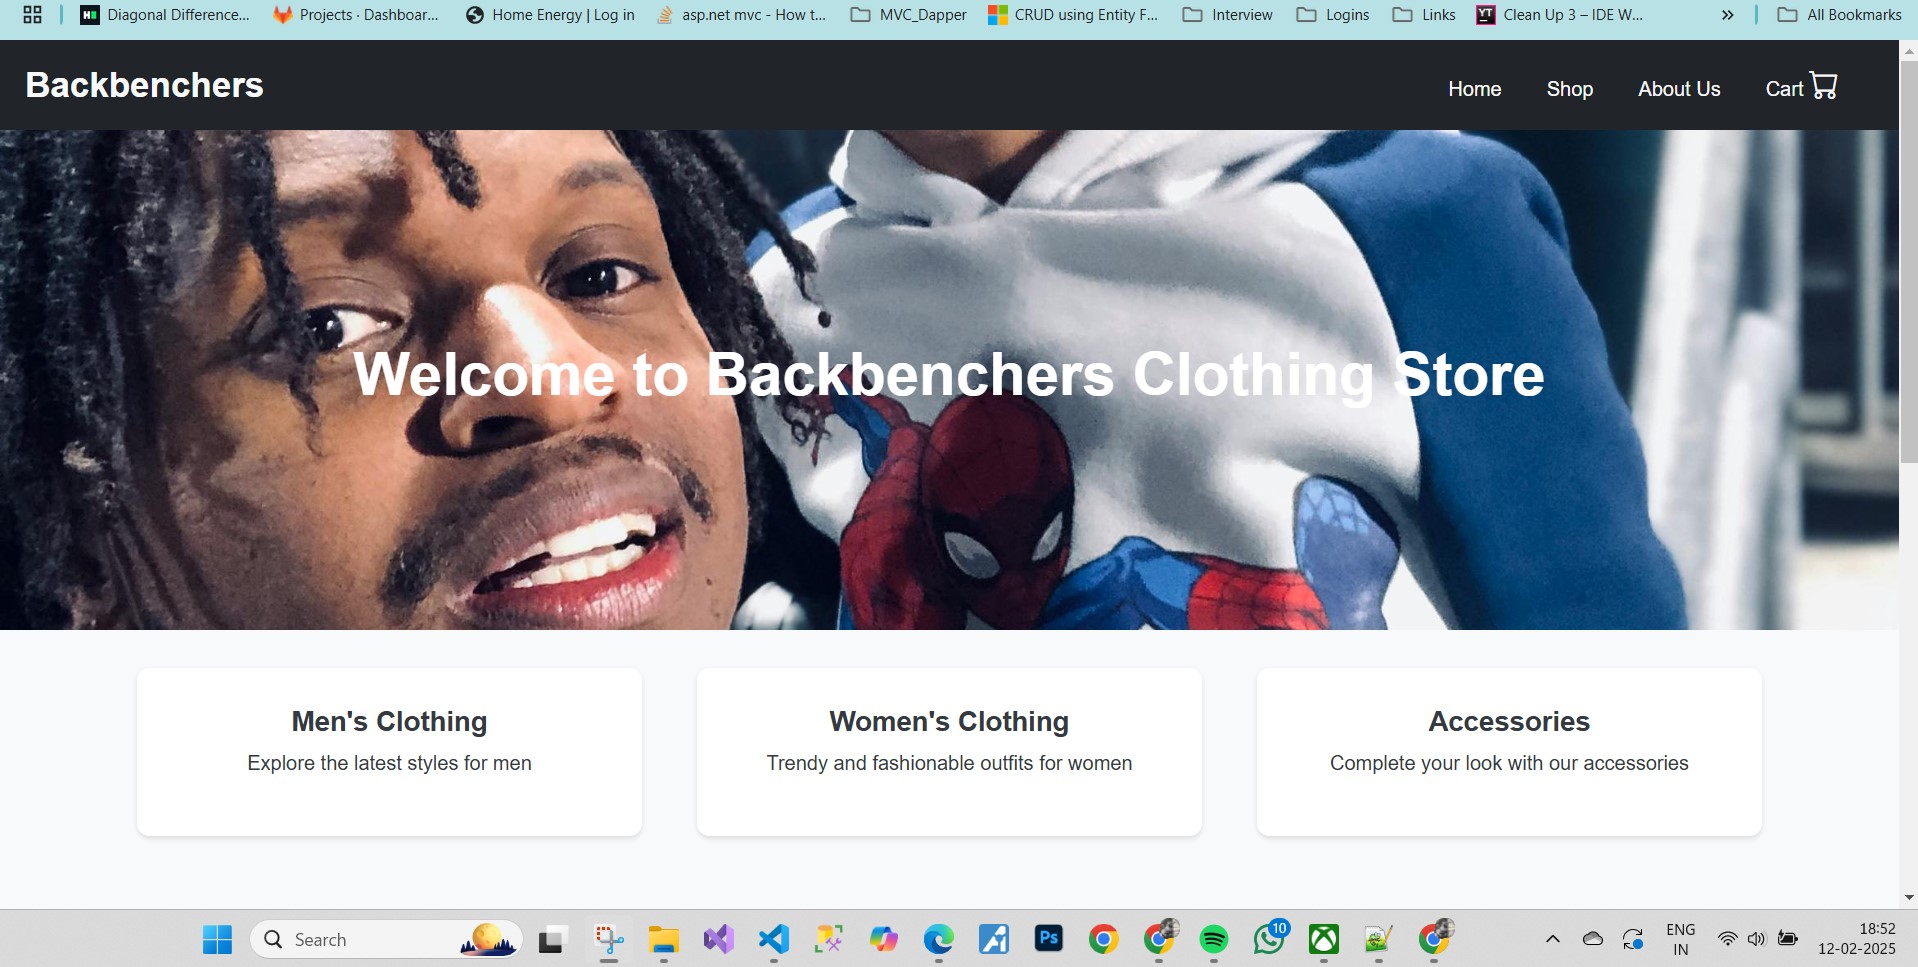 Diagonal Difference... Projects · Dashboar... Home Energy | Log in asp.net mvc - How t... MVC_Dapper CRUD using Entity F... Interview Logins Links YT Clean Up 3 – IDE W... » All Bookmarks
Backbenchers
Home Shop About Us Cart
Welcome to Backbenchers Clothing Store
Men's Clothing
Explore the latest styles for men
Women's Clothing
Trendy and fashionable outfits for women
Accessories
Complete your look with our accessories
Search
Ps
10
ENG
IN
18:52
12-02-2025